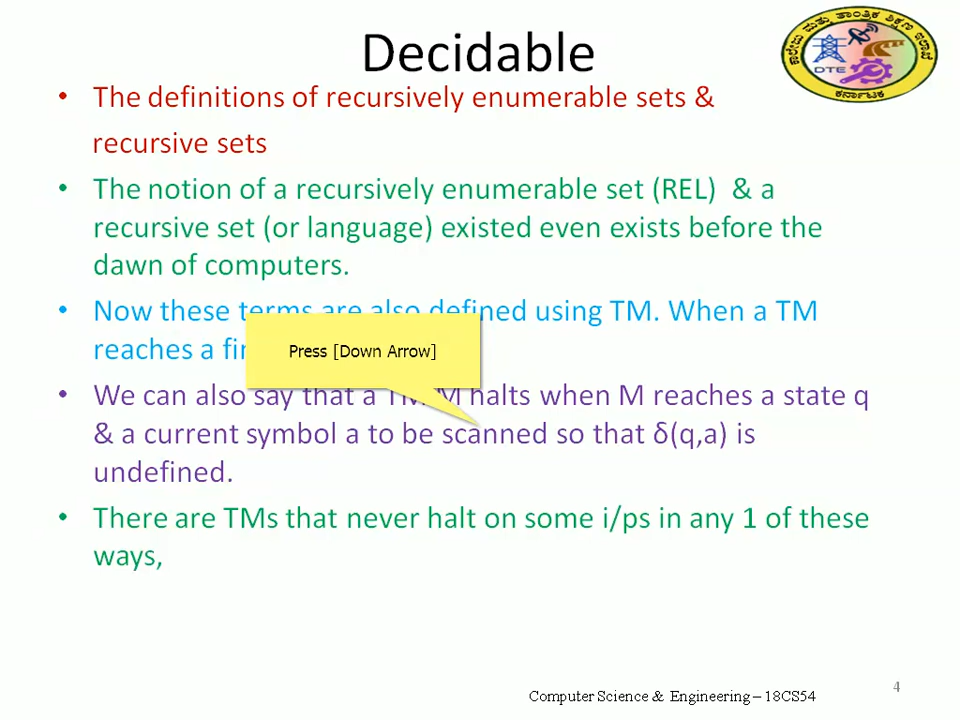 Decidable
• The definitions of recursively enumerable sets &
recursive sets
• The notion of a recursively enumerable set (REL) & a
recursive set (or language) existed even exists before the
dawn of computers.
• Now these terms are also defined using TM. When a TM
reaches a
Press [Down Arrow]
• We can also say that a TM M halts when M reaches a state q
& a current symbol a to be scanned so that δ(q,a) is
undefined.
• There are TMs that never halt on some i/ps in any 1 of these
ways,
DTE
Computer Science & Engineering – 18CS54
4